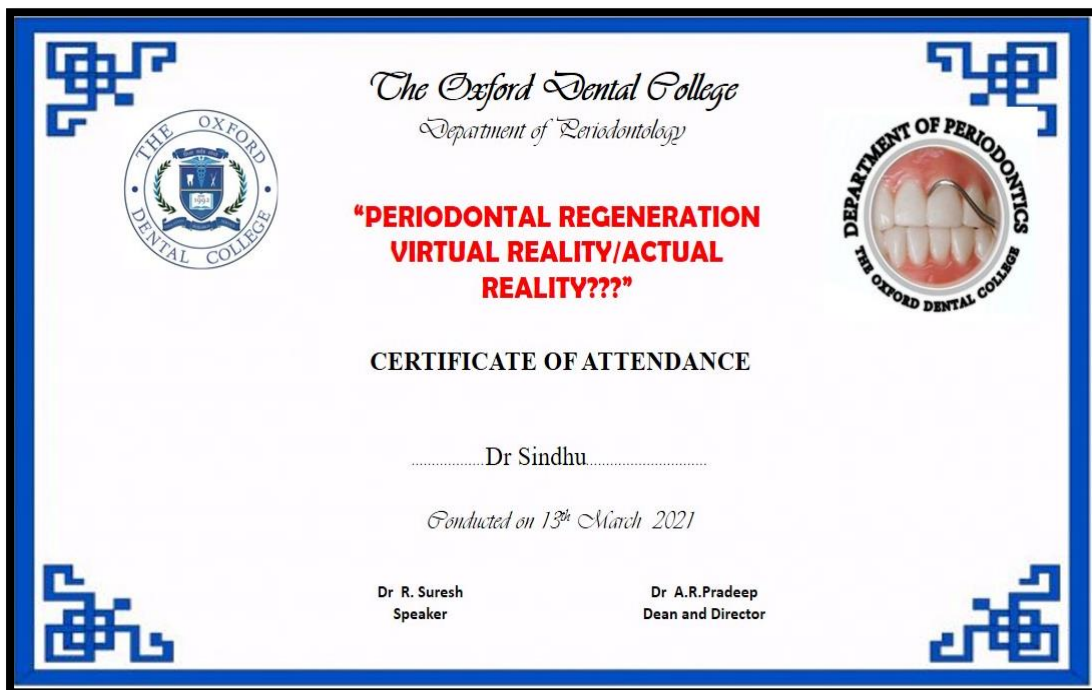 The Oxford Dental College
Department of Periodontology
THE OXFORD
DENTAL COLLEGE
1992
DEPARTMENT OF PERIODONTICS
THE OXFORD DENTAL COLLEGE
“PERIODONTAL REGENERATION
VIRTUAL REALITY/ACTUAL
REALITY???”
CERTIFICATE OF ATTENDANCE
..................Dr Sindhu..............................
Conducted on 13th March 2021
Dr R. Suresh
Speaker
Dr A.R.Pradeep
Dean and Director